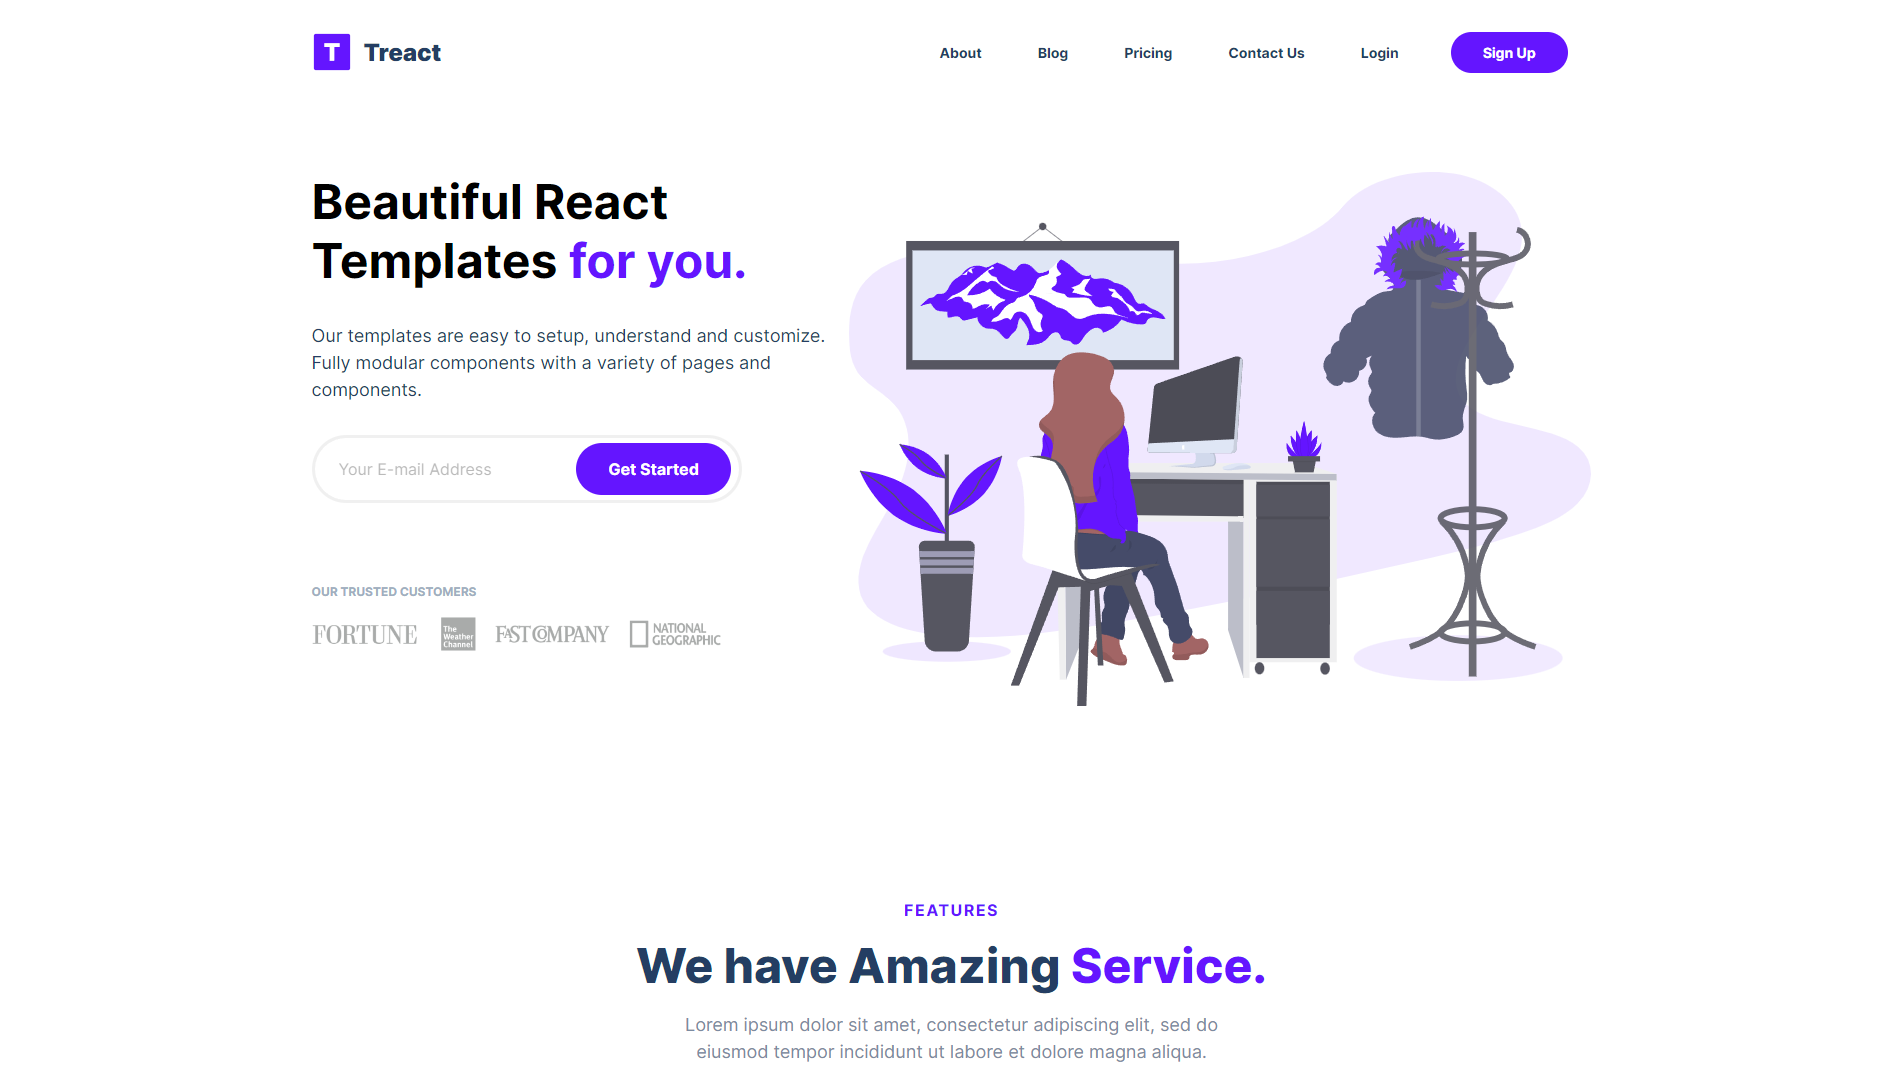 T Treact
About Blog Pricing Contact Us Login Sign Up
Beautiful React
Templates for you.
Our templates are easy to setup, understand and customize.
Fully modular components with a variety of pages and
components.
Your E-mail Address Get Started
OUR TRUSTED CUSTOMERS
FORTUNE
The
Weather
Channel
FAST COMPANY
NATIONAL
GEOGRAPHIC
FEATURES
We have Amazing Service.
Lorem ipsum dolor sit amet, consectetur adipiscing elit, sed do
eiusmod tempor incididunt ut labore et dolore magna aliqua.